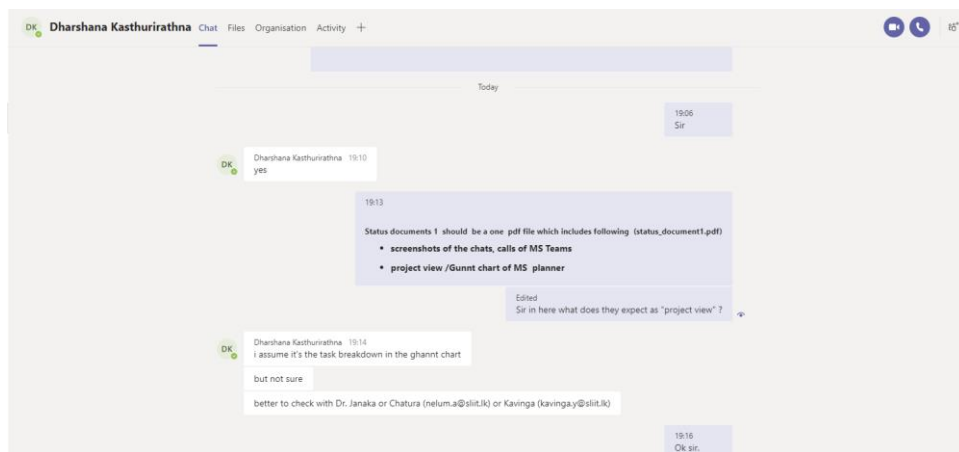 DK Dharshana Kasthurirathna Chat Files Organisation Activity +
Today
19:06
Sir
DK Dharshana Kasthurirathna 19:10
yes
19:13
Status documents 1 should be a one pdf file which includes following (status_document1.pdf)
• screenshots of the chats, calls of MS Teams
• project view /Gunnt chart of MS planner
Edited
Sir in here what does they expect as "project view" ?
DK Dharshana Kasthurirathna 19:14
i assume it's the task breakdown in the ghannt chart
but not sure
better to check with Dr. Janaka or Chatura (nelum.a@sliit.lk) or Kavinga (kavinga.y@sliit.lk)
19:16
Ok sir.